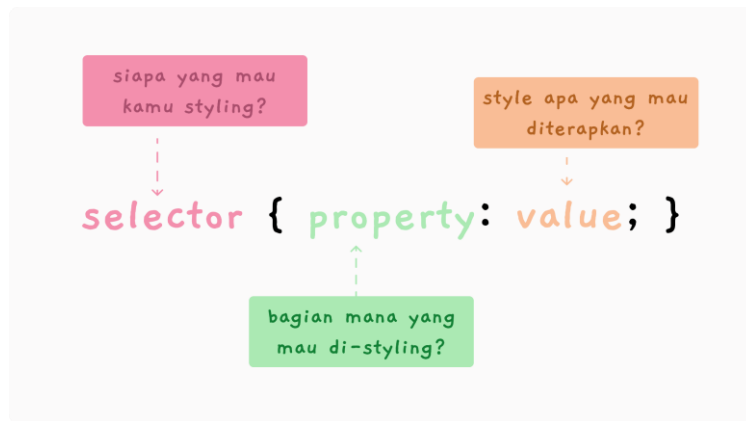 siapa yang mau
kamu styling?
style apa yang mau
diterapkan?
selector { property: value; }
bagian mana yang
mau di-styling?